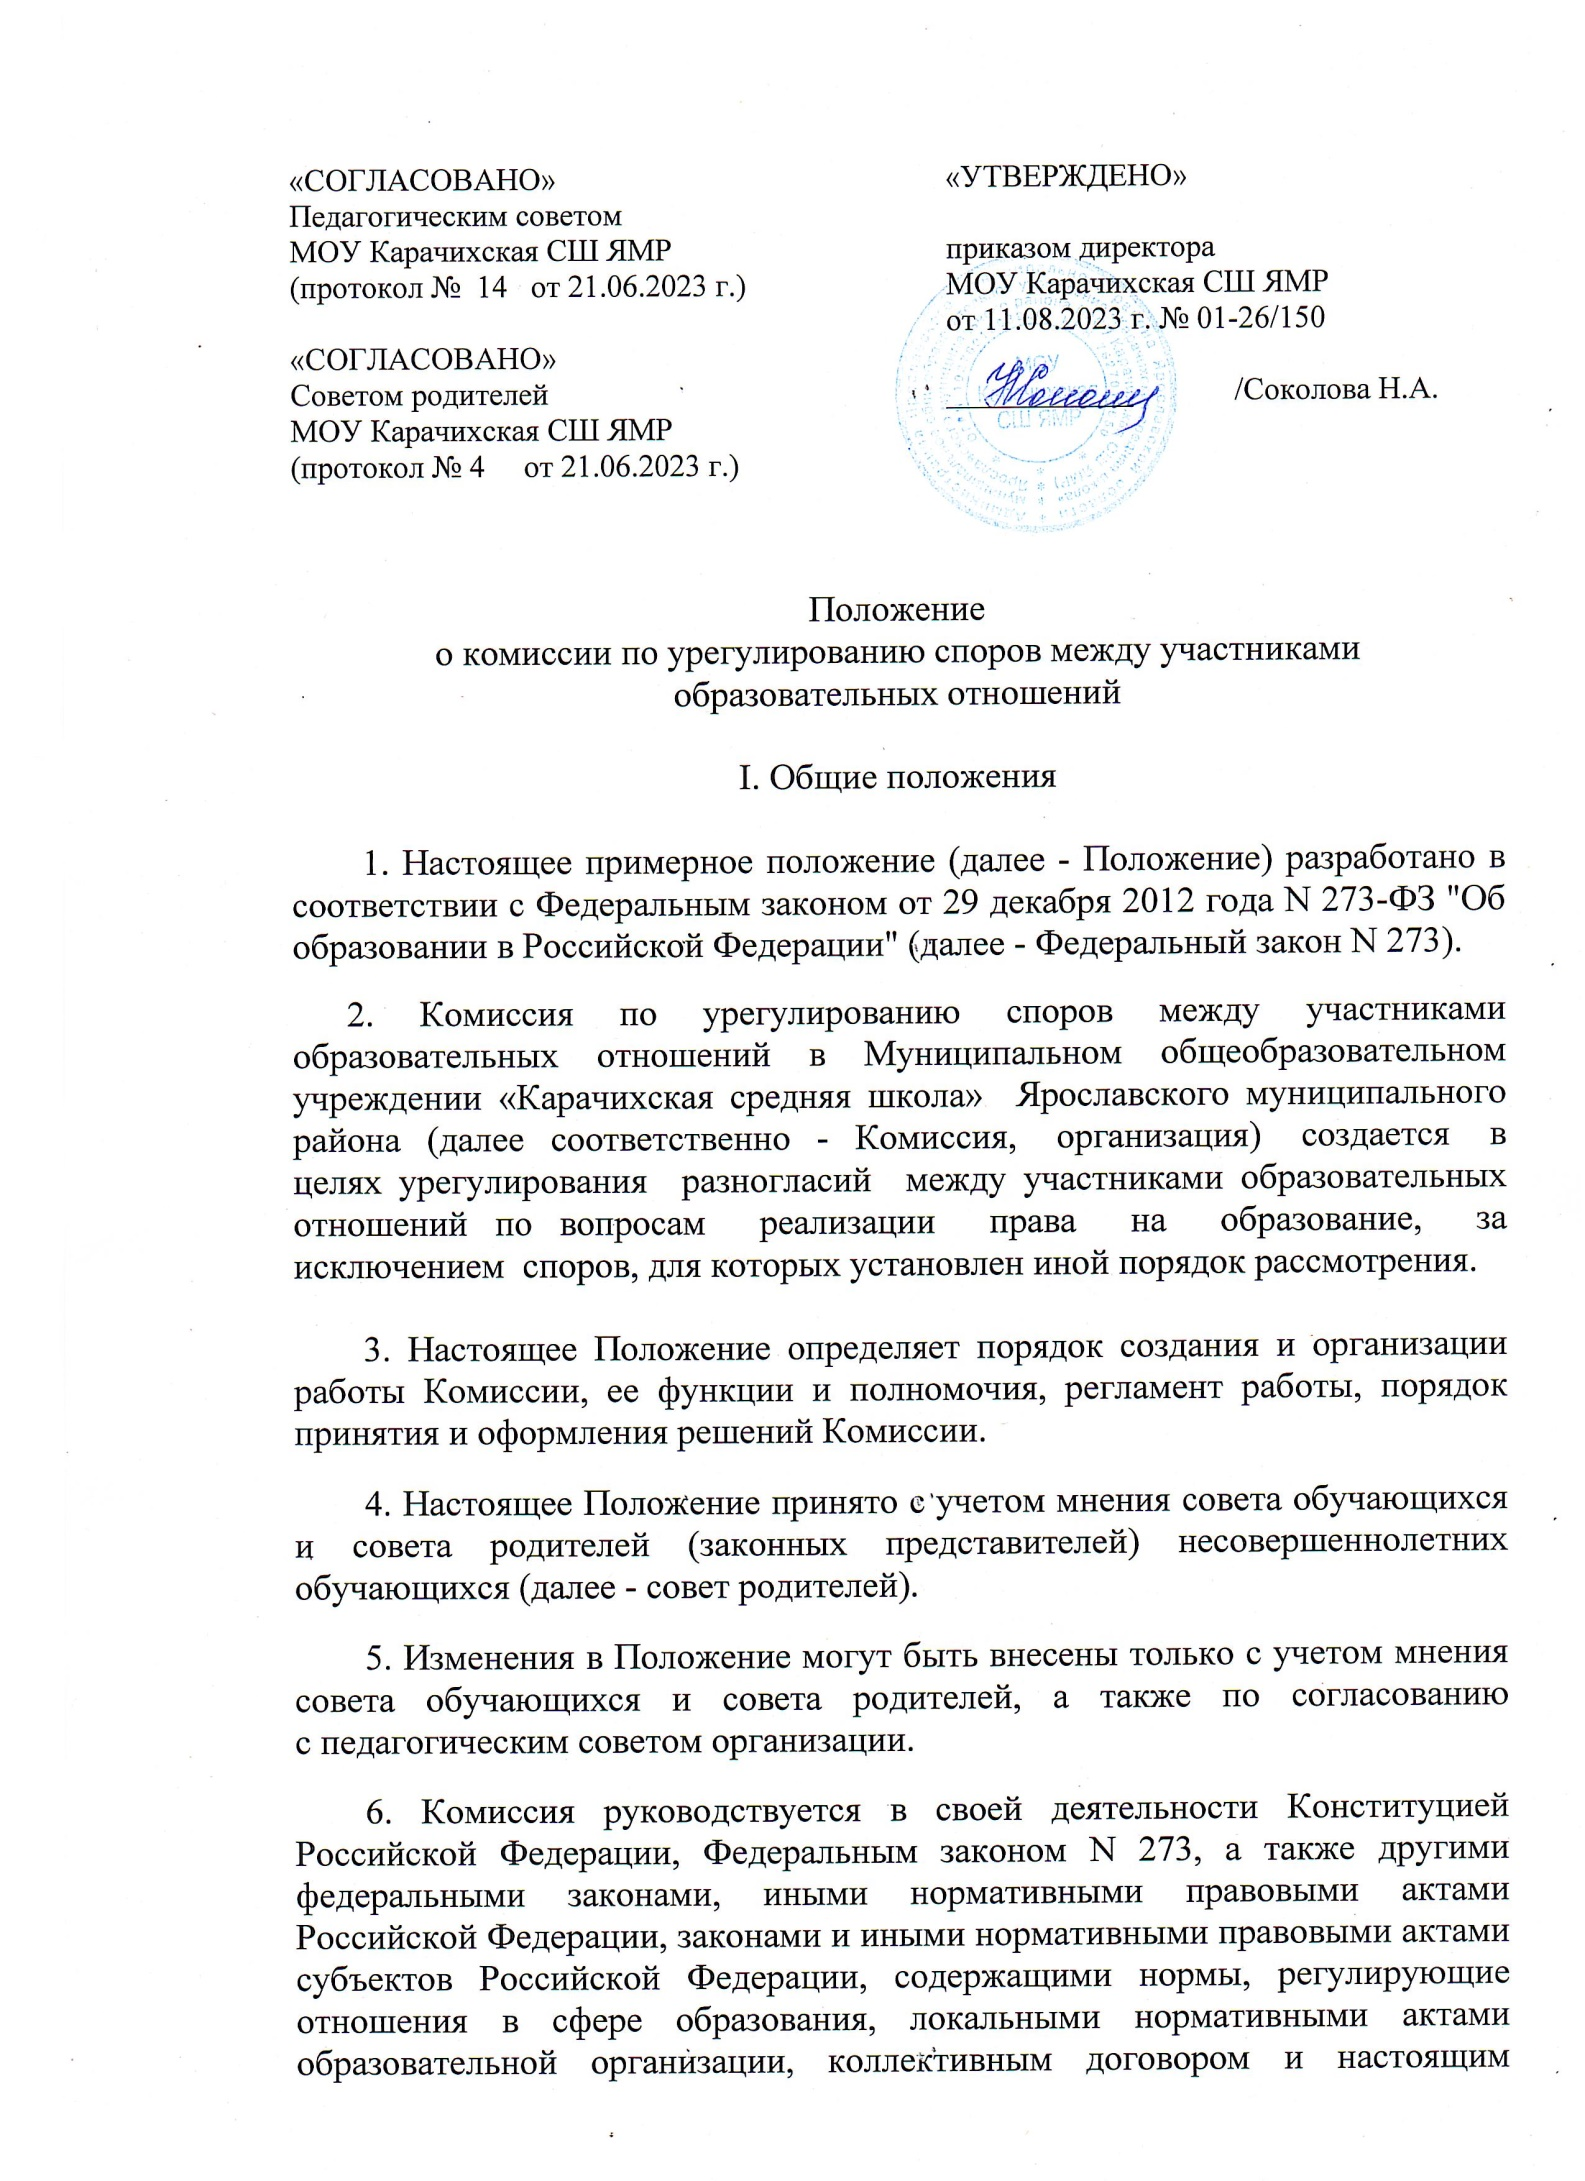 «СОГЛАСОВАНО»
Педагогическим советом
МОУ Карачихская СШ ЯМР
(протокол № 14 от 21.06.2023 г.)
«СОГЛАСОВАНО»
Советом родителей
МОУ Карачихская СШ ЯМР
(протокол № 4 от 21.06.2023 г.)
«УТВЕРЖДЕНО»
приказом директора
МОУ Карачихская СШ ЯМР
от 11.08.2023 г. № 01-26/150
/Соколова Н.А.
МОУ
СШ ЯМР
Положение
о комиссии по урегулированию споров между участниками
образовательных отношений
I. Общие положения
1. Настоящее примерное положение (далее - Положение) разработано в
соответствии с Федеральным законом от 29 декабря 2012 года N 273-ФЗ "Об
образовании в Российской Федерации" (далее - Федеральный закон N 273).
2. Комиссия по урегулированию споров между участниками
образовательных отношений в Муниципальном общеобразовательном
учреждении «Карачихская средняя школа» Ярославского муниципального
района (далее соответственно - Комиссия, организация) создается в
целях урегулирования разногласий между участниками образовательных
отношений по вопросам реализации права на образование, за
исключением споров, для которых установлен иной порядок рассмотрения.
3. Настоящее Положение определяет порядок создания и организации
работы Комиссии, ее функции и полномочия, регламент работы, порядок
принятия и оформления решений Комиссии.
4. Настоящее Положение принято с учетом мнения совета обучающихся
и совета родителей (законных представителей) несовершеннолетних
обучающихся (далее - совет родителей).
5. Изменения в Положение могут быть внесены только с учетом мнения
совета обучающихся и совета родителей, а также по согласованию
с педагогическим советом организации.
6. Комиссия руководствуется в своей деятельности Конституцией
Российской Федерации, Федеральным законом N 273, а также другими
федеральными законами, иными нормативными правовыми актами
Российской Федерации, законами и иными нормативными правовыми актами
субъектов Российской Федерации, содержащими нормы, регулирующие
отношения в сфере образования, локальными нормативными актами
образовательной организации, коллективным договором и настоящим